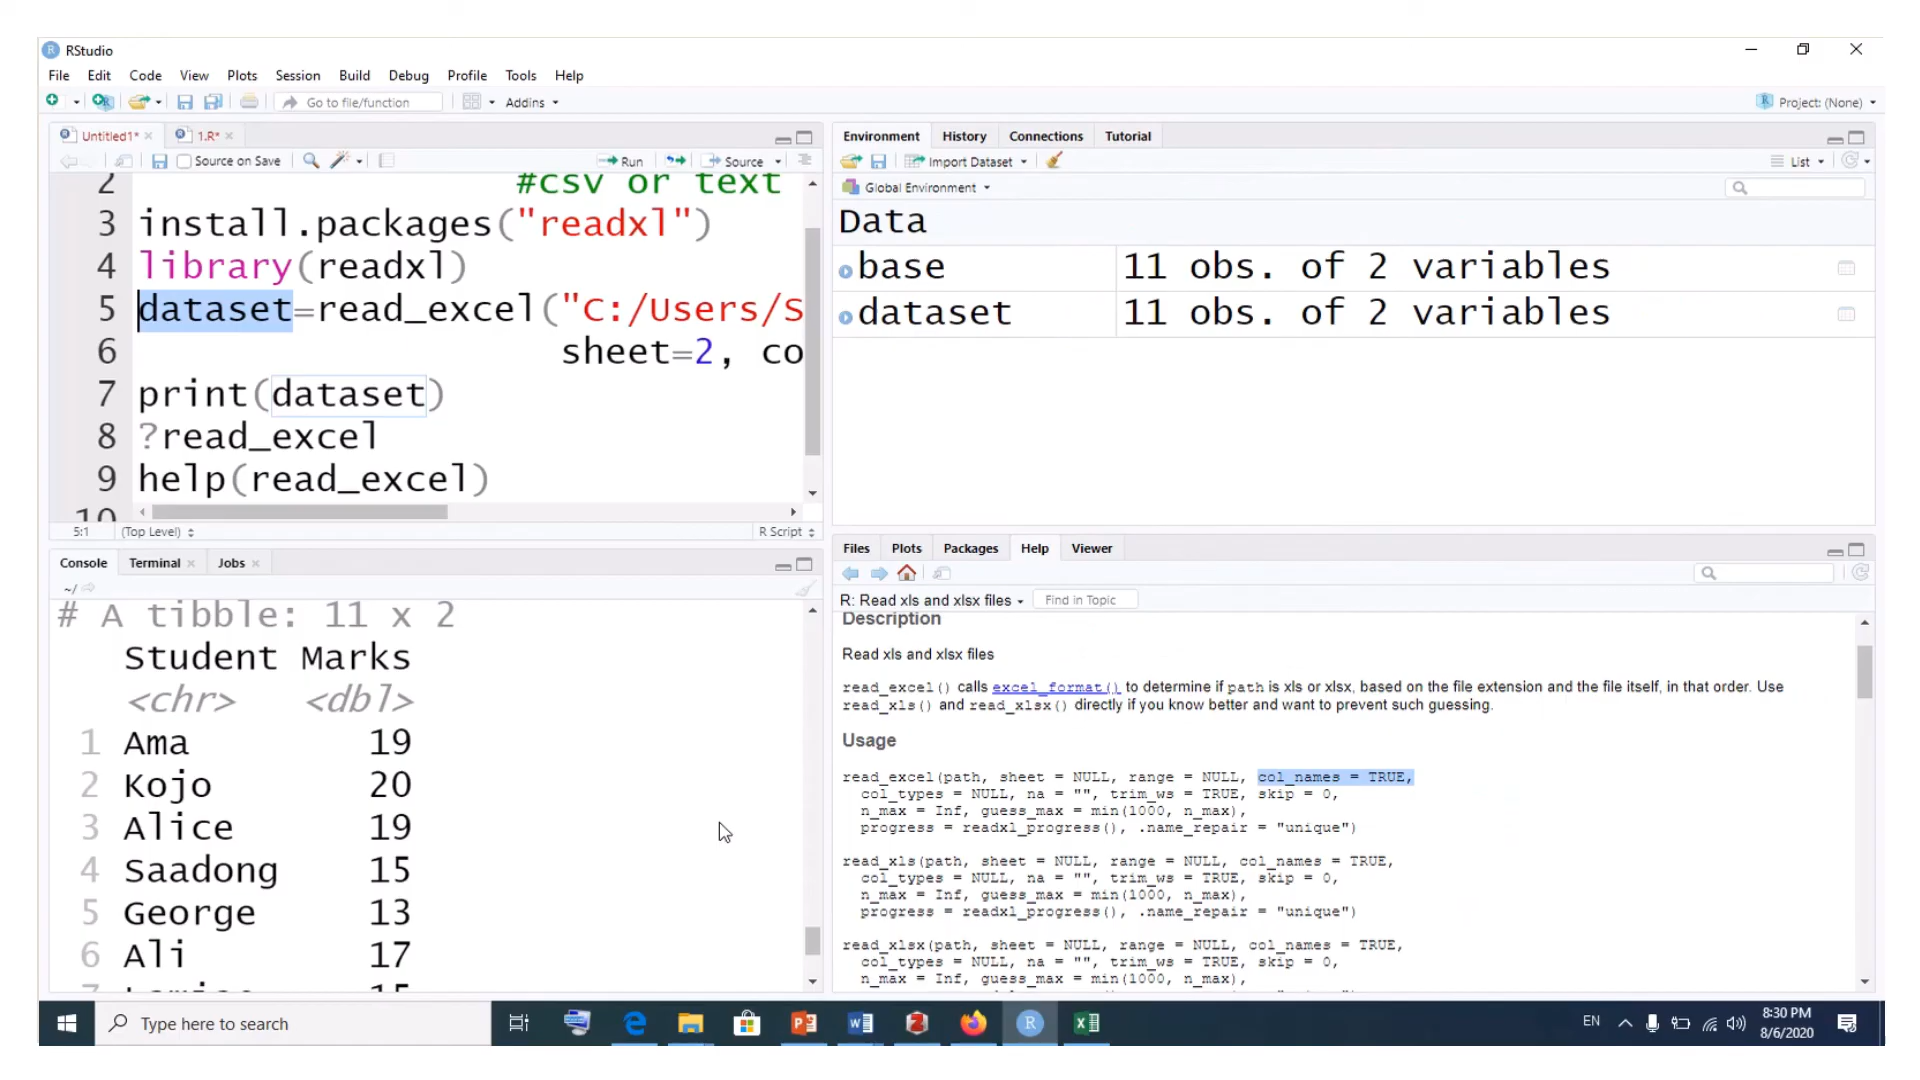 RStudio
File Edit Code View Plots Session Build Debug Profile Tools Help
Go to file/function Addins Project: (None)
Untitled1* 1.R*
Source on Save Run Source
2 #csv or text
3 install.packages("readxl")
4 library(readxl)
5 dataset=read_excel("C:/Users/S
6 sheet=2, co
7 print(dataset)
8 ?read_excel
9 help(read_excel)
10
5:1 (Top Level) R Script
Console Terminal Jobs
~/
# A tibble: 11 x 2
Student Marks
<chr> <dbl>
1 Ama 19
2 Kojo 20
3 Alice 19
4 Saadong 15
5 George 13
6 Ali 17
Environment History Connections Tutorial
Import Dataset List
Global Environment
Data
base 11 obs. of 2 variables
dataset 11 obs. of 2 variables
Files Plots Packages Help Viewer
R: Read xls and xlsx files Find in Topic
Description
Read xls and xlsx files
read_excel() calls excel_format() to determine if path is xls or xlsx, based on the file extension and the file itself, in that order. Use
read_xls() and read_xlsx() directly if you know better and want to prevent such guessing.
Usage
read_excel(path, sheet = NULL, range = NULL, col_names = TRUE,
col_types = NULL, na = "", trim_ws = TRUE, skip = 0,
n_max = Inf, guess_max = min(1000, n_max),
progress = readxl_progress(), .name_repair = "unique")
read_xls(path, sheet = NULL, range = NULL, col_names = TRUE,
col_types = NULL, na = "", trim_ws = TRUE, skip = 0,
n_max = Inf, guess_max = min(1000, n_max),
progress = readxl_progress(), .name_repair = "unique")
read_xlsx(path, sheet = NULL, range = NULL, col_names = TRUE,
col_types = NULL, na = "", trim_ws = TRUE, skip = 0,
n_max = Inf, guess_max = min(1000, n_max),
Type here to search
EN
8:30 PM
8/6/2020